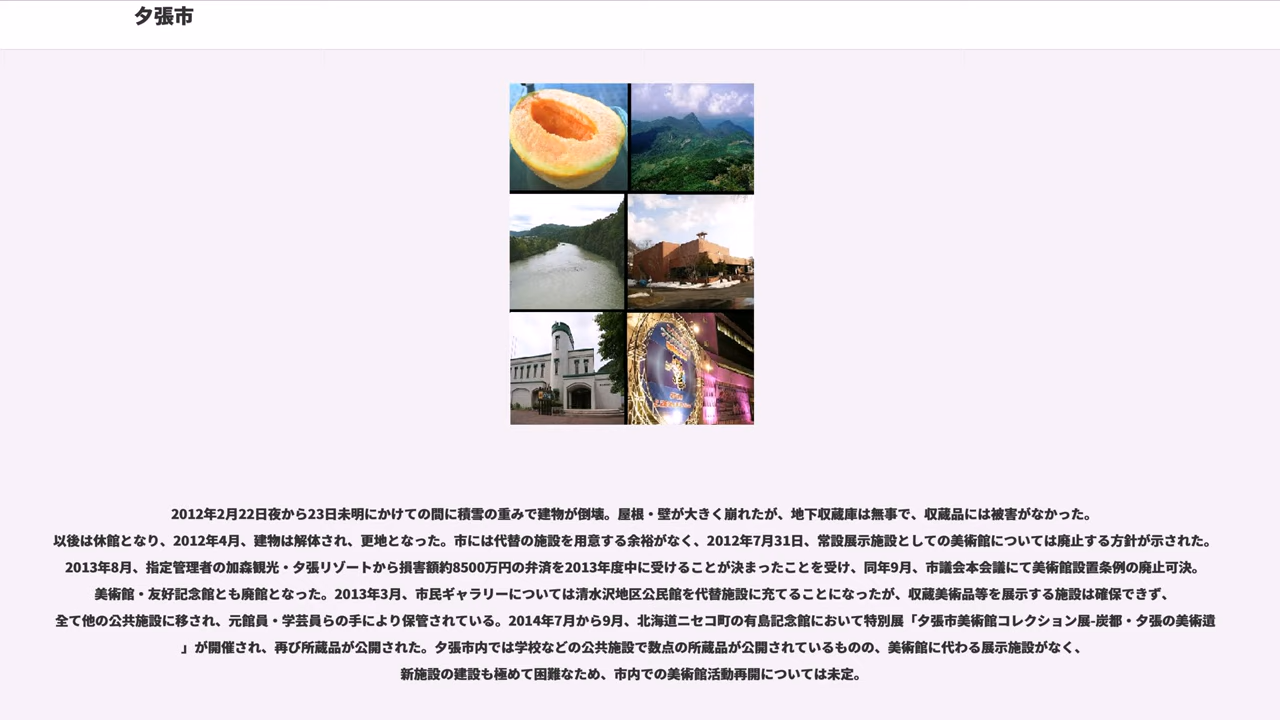 夕張市
2012年2月22日夜から23日未明にかけての間に積雪の重みで建物が倒壊。屋根・壁が大きく崩れたが、地下収蔵庫は無事で、収蔵品には被害がなかった。
以後は休館となり、2012年4月、建物は解体され、更地となった。市には代替の施設を用意する余裕がなく、2012年7月31日、常設展示施設としての美術館については廃止する方針が示された。
2013年8月、指定管理者の加森観光・夕張リゾートから損害額約8500万円の弁済を2013年度中に受けることが決まったことを受け、同年9月、市議会本会議にて美術館設置条例の廃止可決。
美術館・友好記念館とも廃館となった。2013年3月、市民ギャラリーについては清水沢地区公民館を代替施設に充てることになったが、収蔵美術品等を展示する施設は確保できず、
全て他の公共施設に移され、元館員・学芸員らの手により保管されている。2014年7月から9月、北海道ニセコ町の有島記念館において特別展「夕張市美術館コレクション展-炭都・夕張の美術遺
」が開催され、再び所蔵品が公開された。夕張市内では学校などの公共施設で数点の所蔵品が公開されているものの、美術館に代わる展示施設がなく、
新施設の建設も極めて困難なため、市内での美術館活動再開については未定。